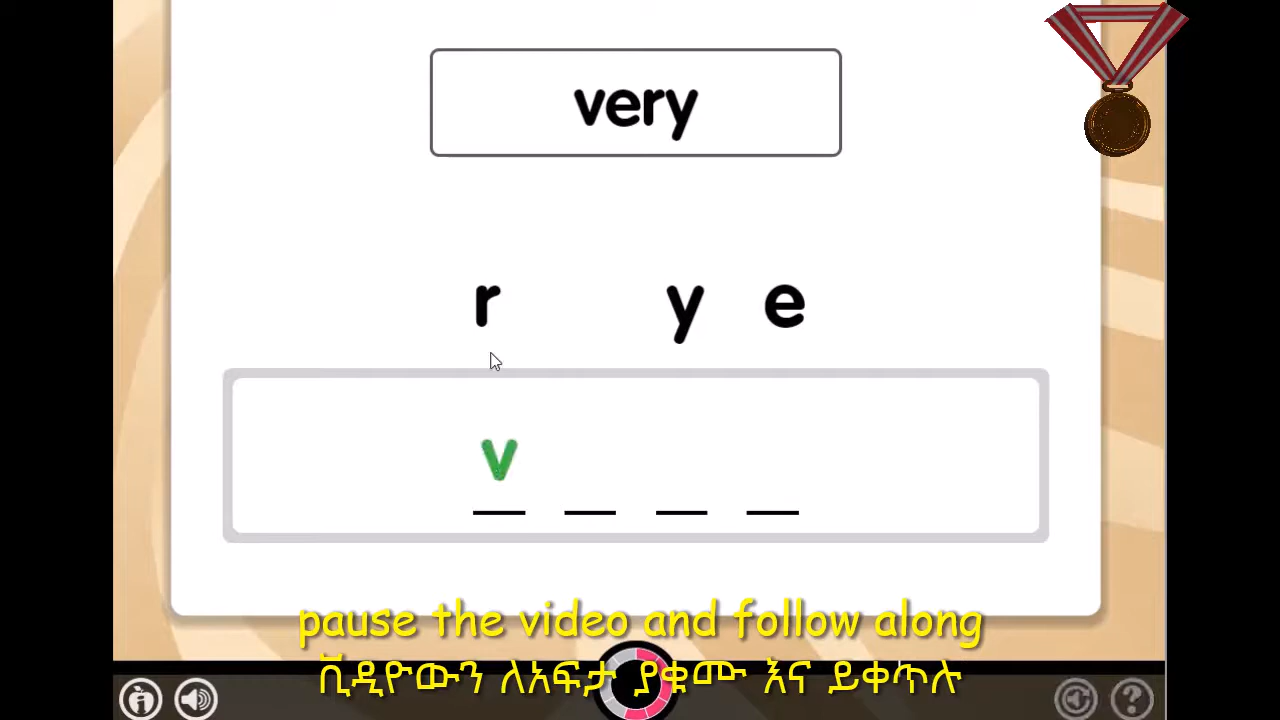 very
r y e
v
pause the video and follow along
ቪዲዮውን ለአፍታ ያቁሙ እና ይቀጥሉ